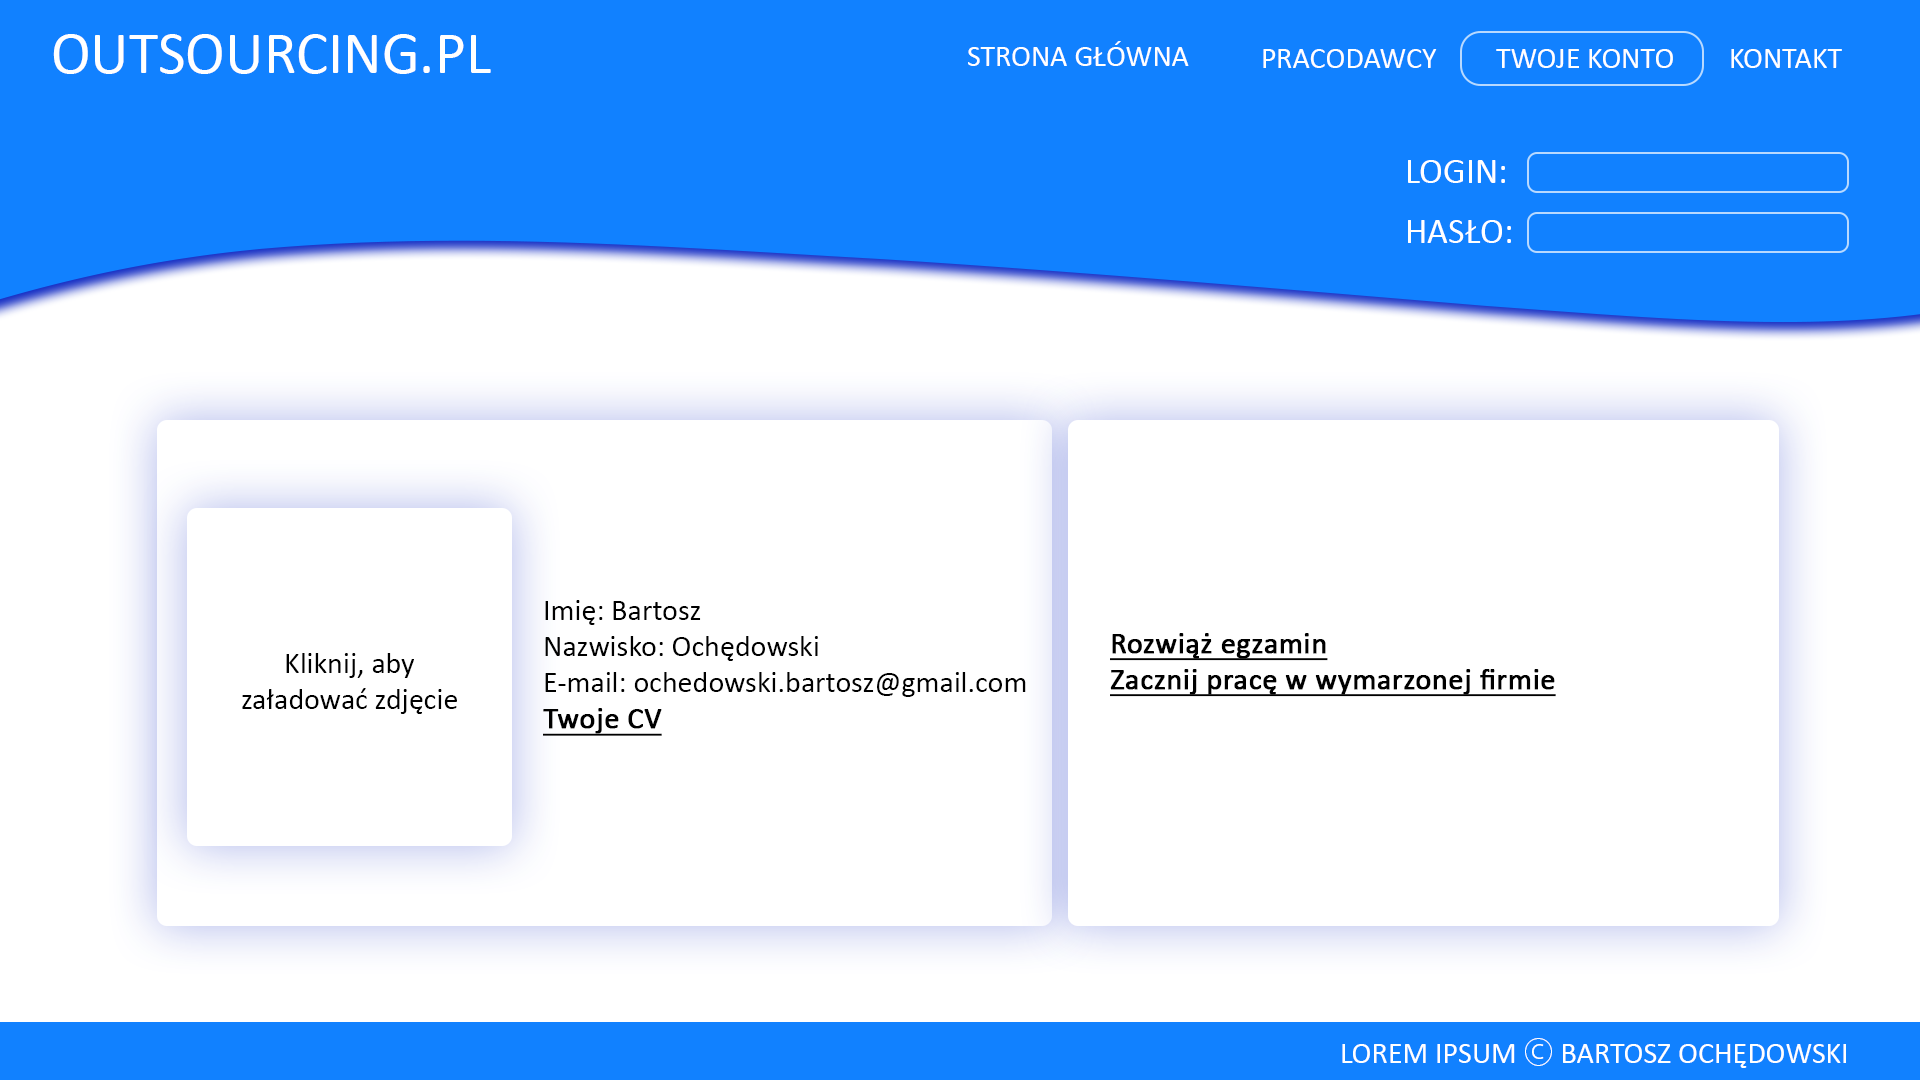 OUTSOURCING.PL
STRONA GŁÓWNA
PRACODAWCY
TWOJE KONTO
KONTAKT
LOGIN:
HASŁO:
Kliknij, aby
załadować zdjęcie
Imię: Bartosz
Nazwisko: Ochędowski
E-mail: ochedowski.bartosz@gmail.com
Twoje CV
Rozwiąż egzamin
Zacznij pracę w wymarzonej firmie
LOREM IPSUM Ⓒ BARTOSZ OCHĘDOWSKI